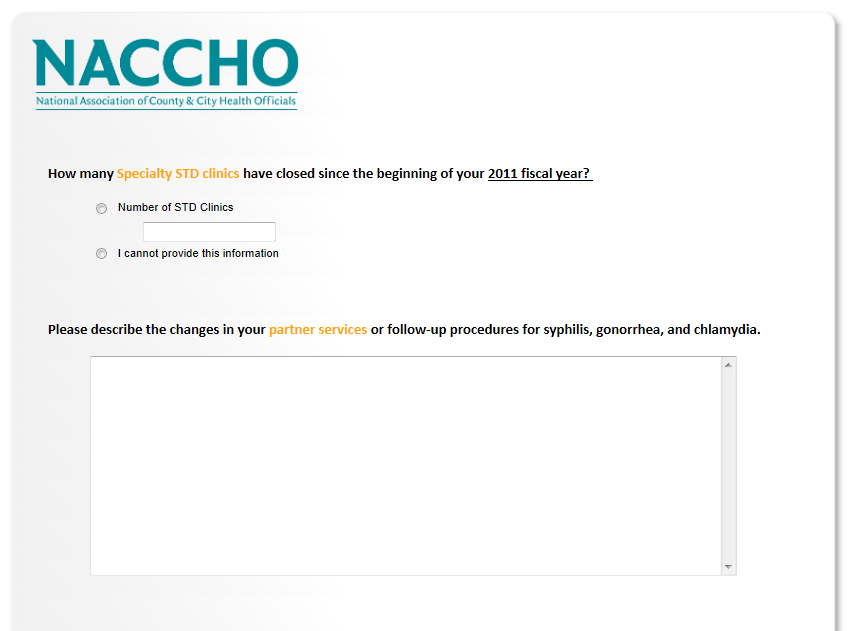 NACCHO
National Association of County & City Health Officials
How many Specialty STD clinics have closed since the beginning of your 2011 fiscal year?
Number of STD Clinics
I cannot provide this information
Please describe the changes in your partner services or follow-up procedures for syphilis, gonorrhea, and chlamydia.